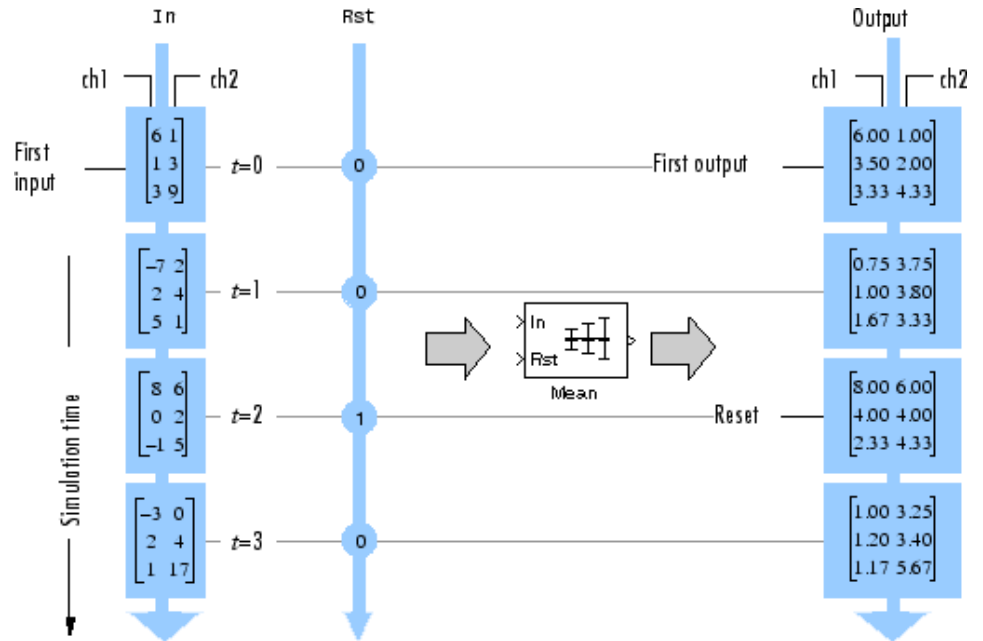 In Rst Output
ch1 ch2 ch1 ch2
First input
6 1
1 3
3 9
t=0
0
First output
6.00 1.00
3.50 2.00
3.33 4.33
-7 2
2 4
5 1
t=1
0
0.75 3.75
1.00 3.80
1.67 3.33
In
Rst
Mean
Simulation time
8 6
0 2
-1 5
t=2
1
Reset
8.00 6.00
4.00 4.00
2.33 4.33
-3 0
2 4
1 17
t=3
0
1.00 3.25
1.20 3.40
1.17 5.67